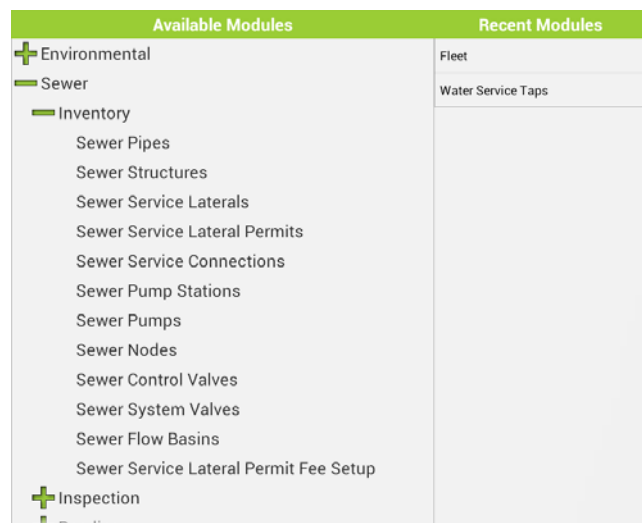 Available Modules
Recent Modules
Environmental
Fleet
Sewer
Water Service Taps
Inventory
Sewer Pipes
Sewer Structures
Sewer Service Laterals
Sewer Service Lateral Permits
Sewer Service Connections
Sewer Pump Stations
Sewer Pumps
Sewer Nodes
Sewer Control Valves
Sewer System Valves
Sewer Flow Basins
Sewer Service Lateral Permit Fee Setup
Inspection